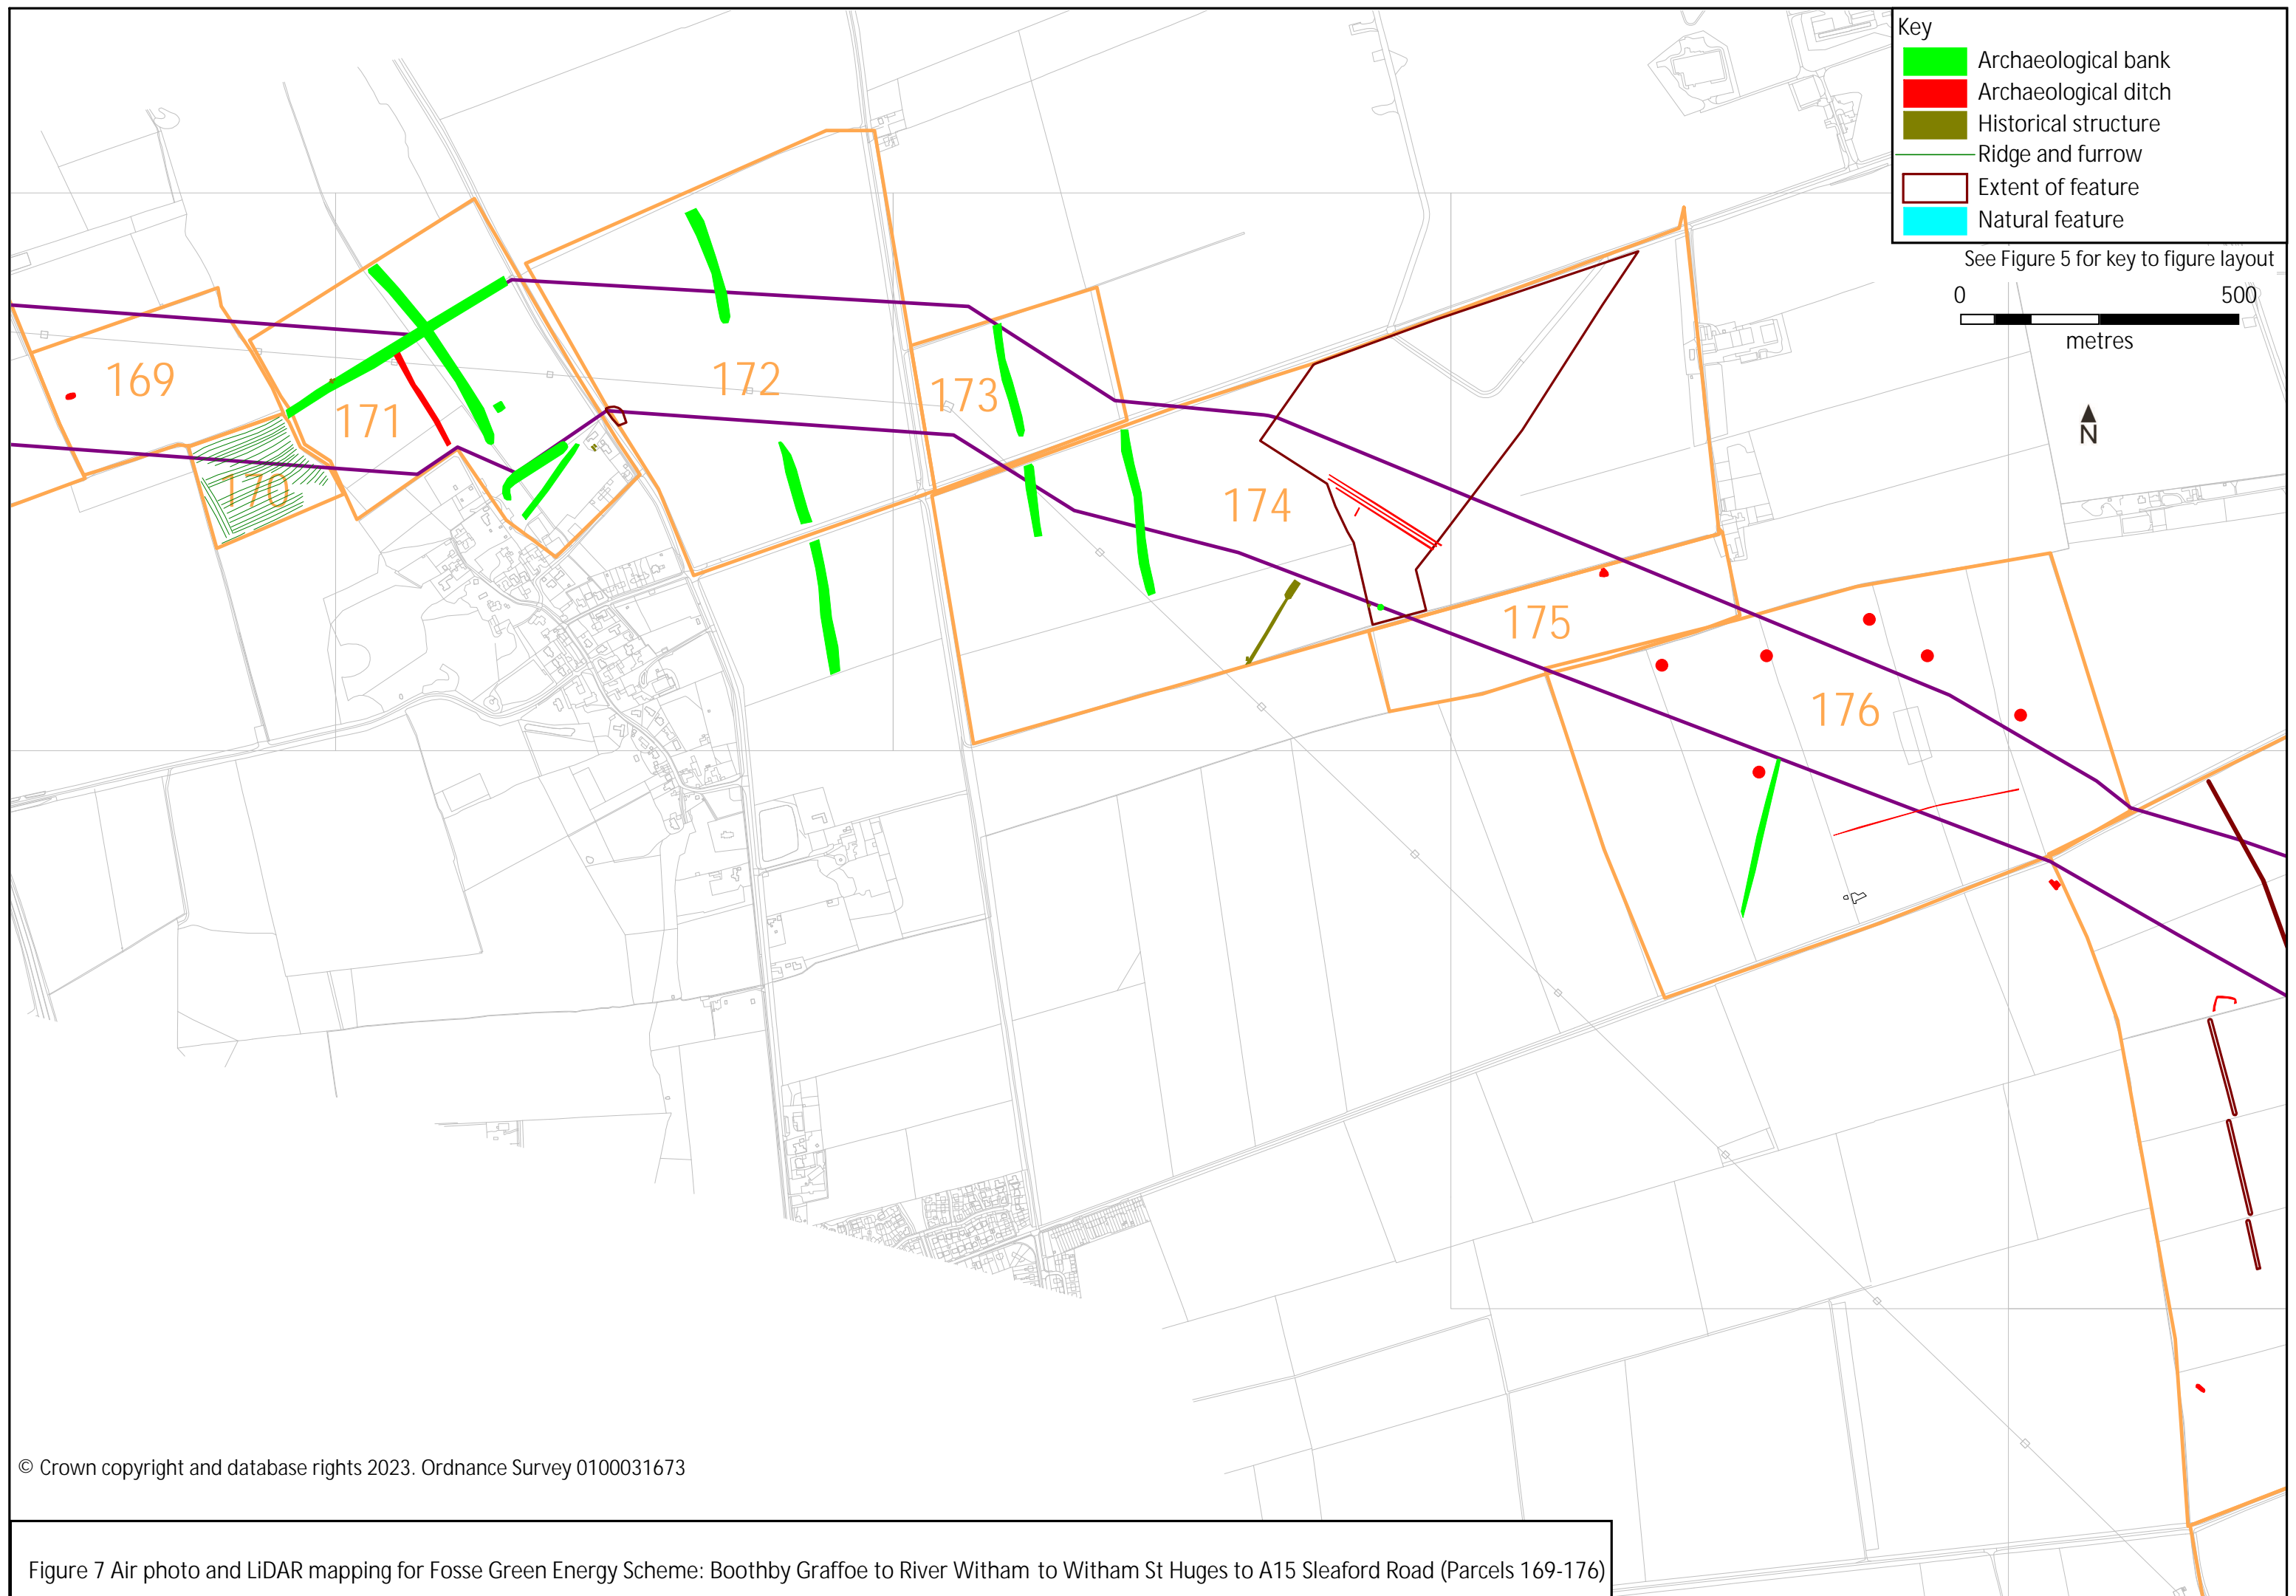 Key
Archaeological bank
Archaeological ditch
Historical structure
Ridge and furrow
Extent of feature
Natural feature
See Figure 5 for key to figure layout
0 500
metres
N
169
170
171
172
173
174
175
176
© Crown copyright and database rights 2023. Ordnance Survey 0100031673
Figure 7 Air photo and LiDAR mapping for Fosse Green Energy Scheme: Boothby Graffoe to River Witham to Witham St Huges to A15 Sleaford Road (Parcels 169-176)